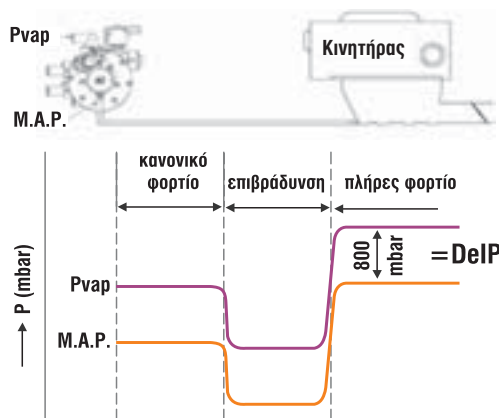 Pvap
Κινητήρας
M.A.P.
κανονικό
φορτίο
επιβράδυνση
πλήρες φορτίο
P (mbar)
800
mbar
=DelP
Pvap
M.A.P.